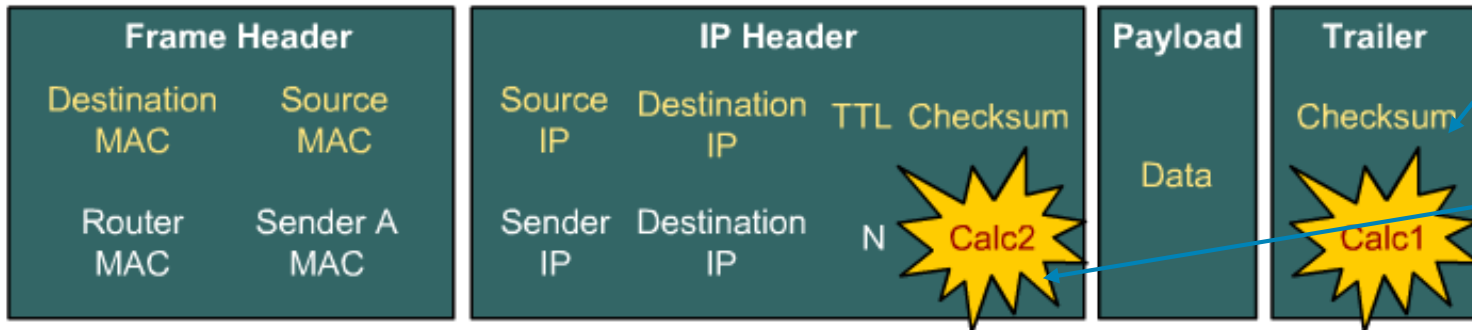 Frame Header
Destination MAC
Source MAC
Router MAC
Sender A MAC
IP Header
Source IP
Destination IP
TTL
Checksum
Sender IP
Destination IP
N
Calc2
Payload
Data
Trailer
Checksum
Calc1